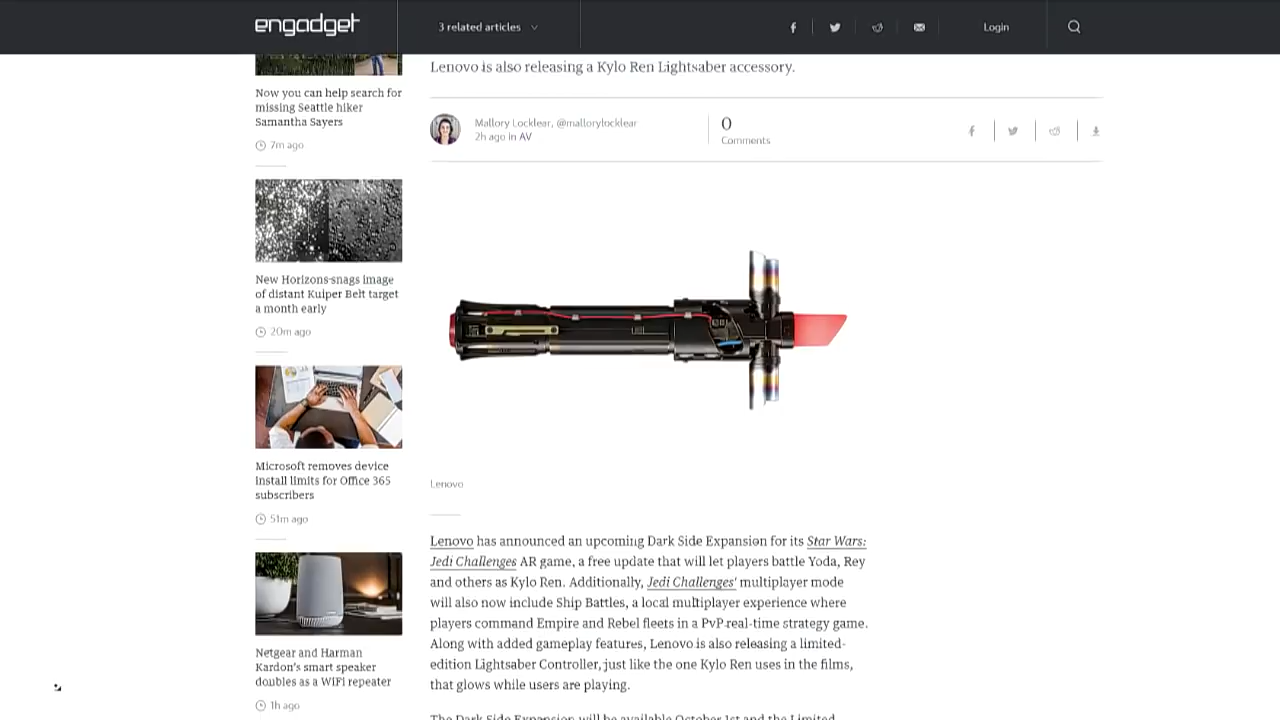 engadget
3 related articles
Login
Now you can help search for
missing Seattle hiker
Samantha Sayers
7m ago
New Horizons snags image
of distant Kuiper Belt target
a month early
20m ago
Microsoft removes device
install limits for Office 365
subscribers
51m ago
Netgear and Harman
Kardon's smart speaker
doubles as a WiFi repeater
1h ago
Lenovo is also releasing a Kylo Ren Lightsaber accessory.
Mallory Locklear, @mallorylocklear
2h ago in AV
0
Comments
Lenovo
Lenovo has announced an upcoming Dark Side Expansion for its Star Wars:
Jedi Challenges AR game, a free update that will let players battle Yoda, Rey
and others as Kylo Ren. Additionally, Jedi Challenges' multiplayer mode
will also now include Ship Battles, a local multiplayer experience where
players command Empire and Rebel fleets in a PvP real-time strategy game.
Along with added gameplay features, Lenovo is also releasing a limited-
edition Lightsaber Controller, just like the one Kylo Ren uses in the films,
that glows while users are playing.
The Dark Side Expansion will be available October 1st and the Limited